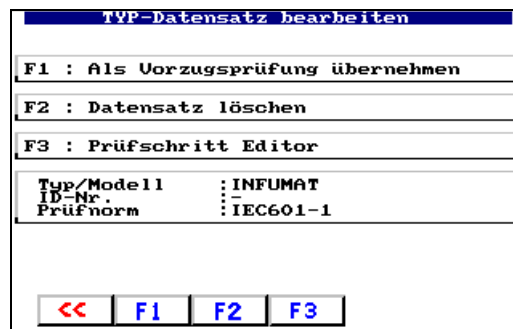 TYP-Datensatz bearbeiten
F1 : Als Vorzugsprüfung übernehmen
F2 : Datensatz löschen
F3 : Prüfschritt Editor
Typ/Modell :INFUMAT
ID-Nr. :-
Prüfnorm :IEC601-1
<< F1 F2 F3